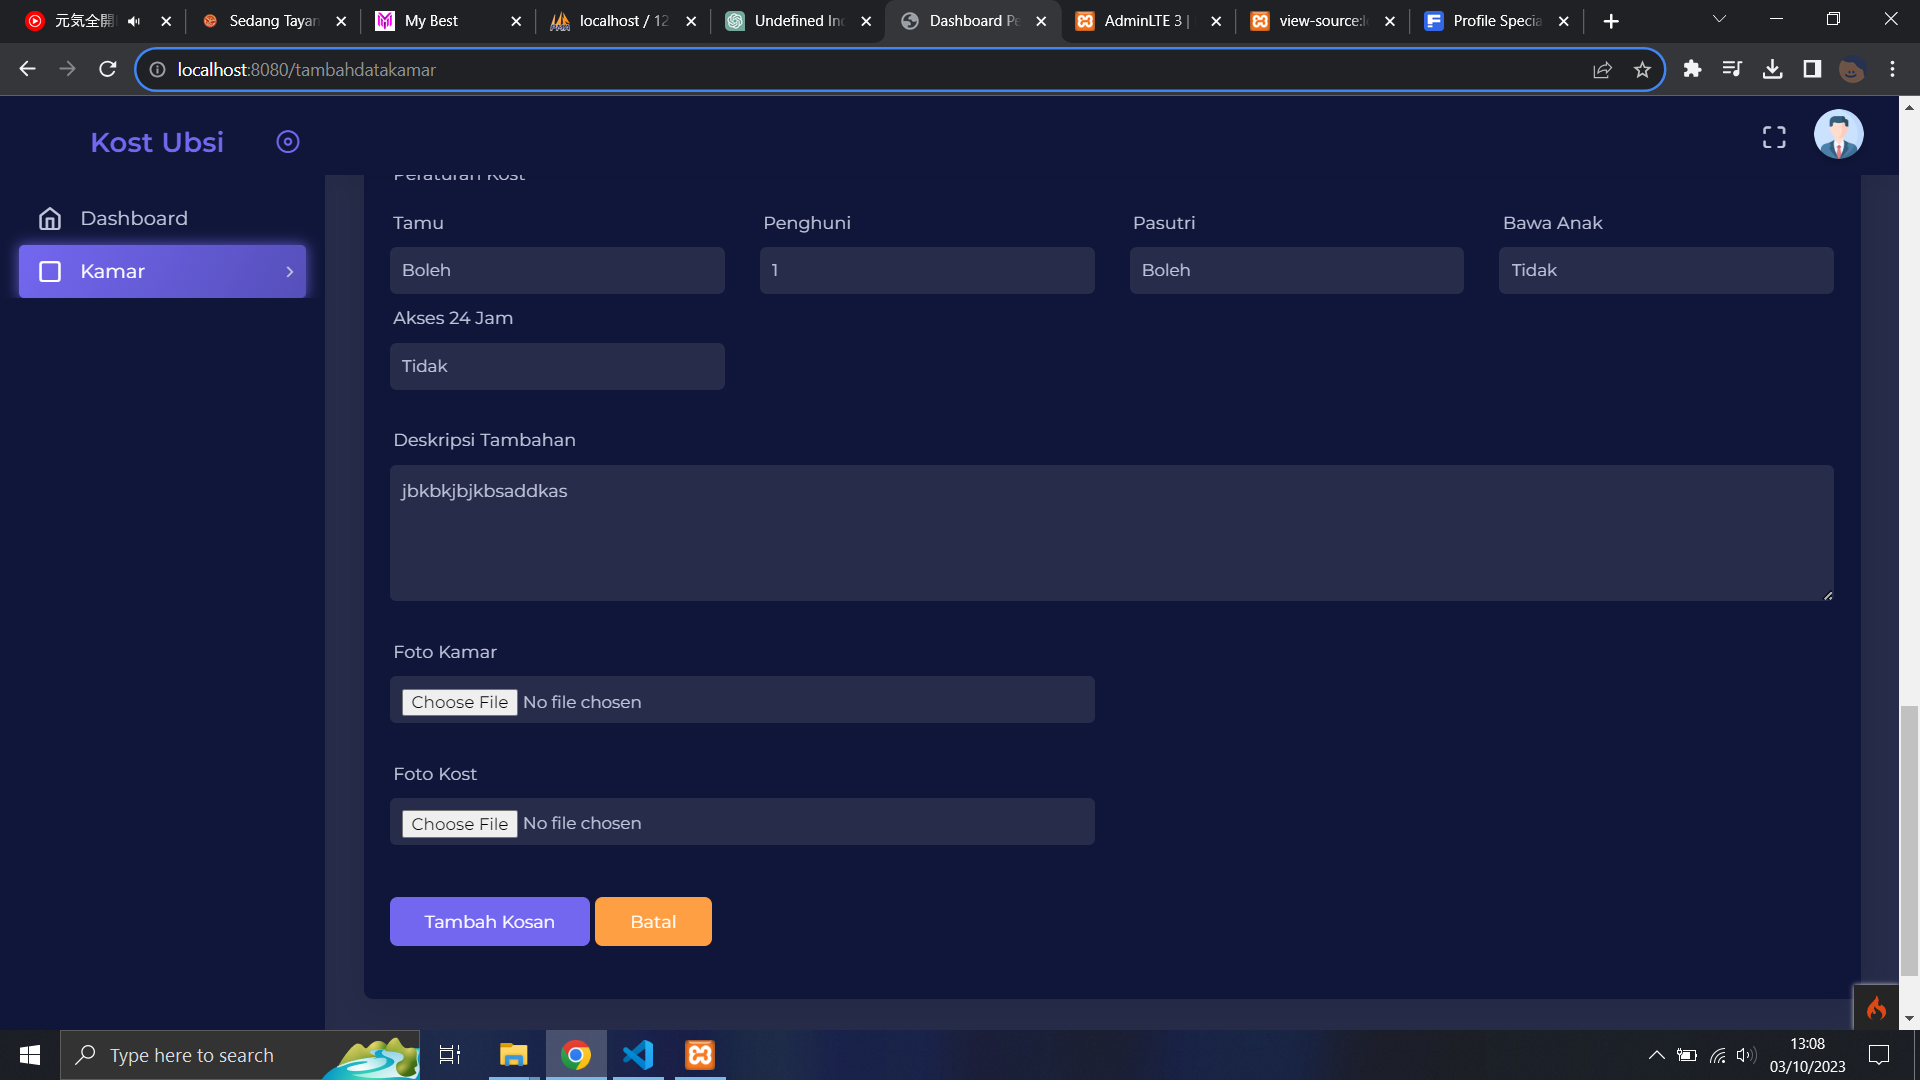 元気全開
Sedang Tayan
My Best
localhost / 12
Undefined In
Dashboard Pe
AdminLTE 3 |
view-source:l
Profile Specia
localhost:8080/tambahdatakamar
Kost Ubsi
Dashboard
Kamar
Peraturan Kost
Tamu Penghuni Pasutri Bawa Anak
Boleh 1 Boleh Tidak
Akses 24 Jam
Tidak
Deskripsi Tambahan
jbkbkjbjkbsaddkas
Foto Kamar
Choose File No file chosen
Foto Kost
Choose File No file chosen
Tambah Kosan Batal
Type here to search
13:08
03/10/2023